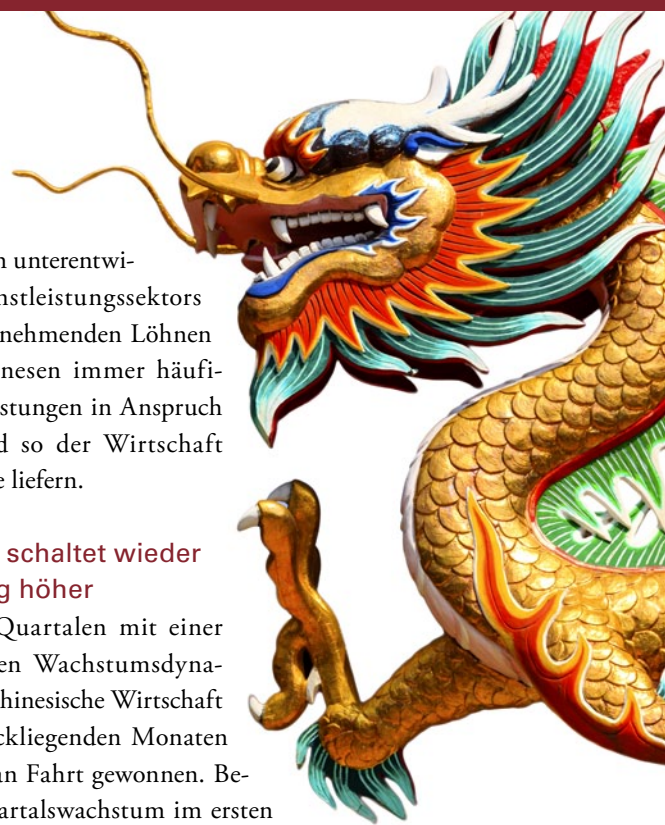 unterentwi-
nstleistungssektors
nehmenden Löhnen
nesen immer häufi-
stungen in Anspruch
so der Wirtschaft
liefern.
schaltet wieder
höher
Quartalen mit einer
en Wachstumsdyna-
hinesische Wirtschaft
ckliegenden Monaten
an Fahrt gewonnen. Be-
artalswachstum im ersten